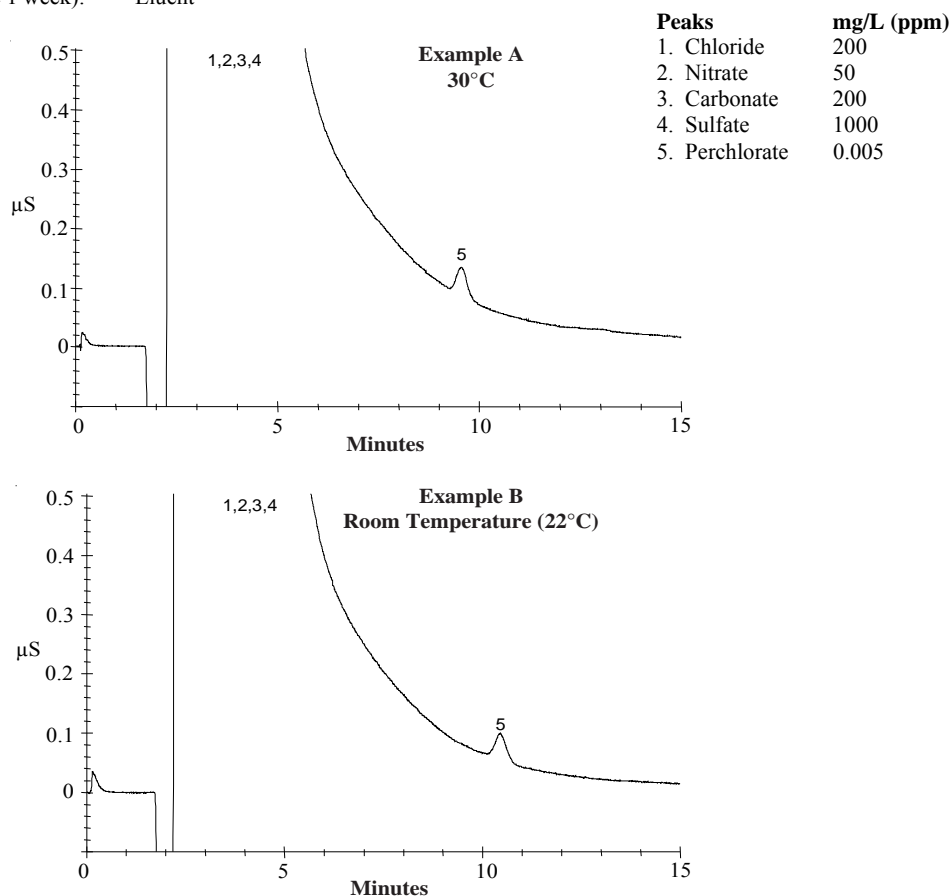 1 week). Eluent
Peaks mg/L (ppm)
1. Chloride 200
2. Nitrate 50
3. Carbonate 200
4. Sulfate 1000
5. Perchlorate 0.005
Example A
30°C
1,2,3,4
5
µS
0.5
0.4
0.3
0.2
0.1
0
0 5 10 15
Minutes
Example B
Room Temperature (22°C)
1,2,3,4
5
µS
0.5
0.4
0.3
0.2
0.1
0
0 5 10 15
Minutes